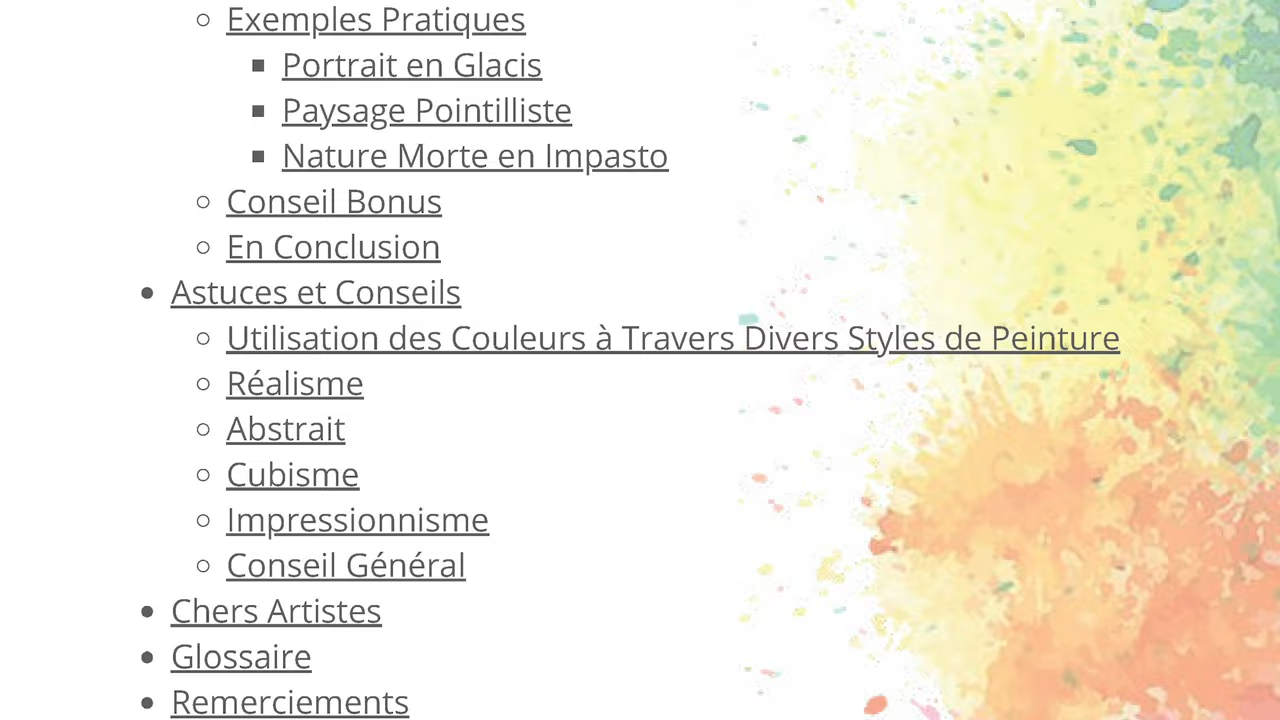 Exemples Pratiques
Portrait en Glacis
Paysage Pointilliste
Nature Morte en Impasto
Conseil Bonus
En Conclusion
Astuces et Conseils
Utilisation des Couleurs à Travers Divers Styles de Peinture
Réalisme
Abstrait
Cubisme
Impressionnisme
Conseil Général
Chers Artistes
Glossaire
Remerciements